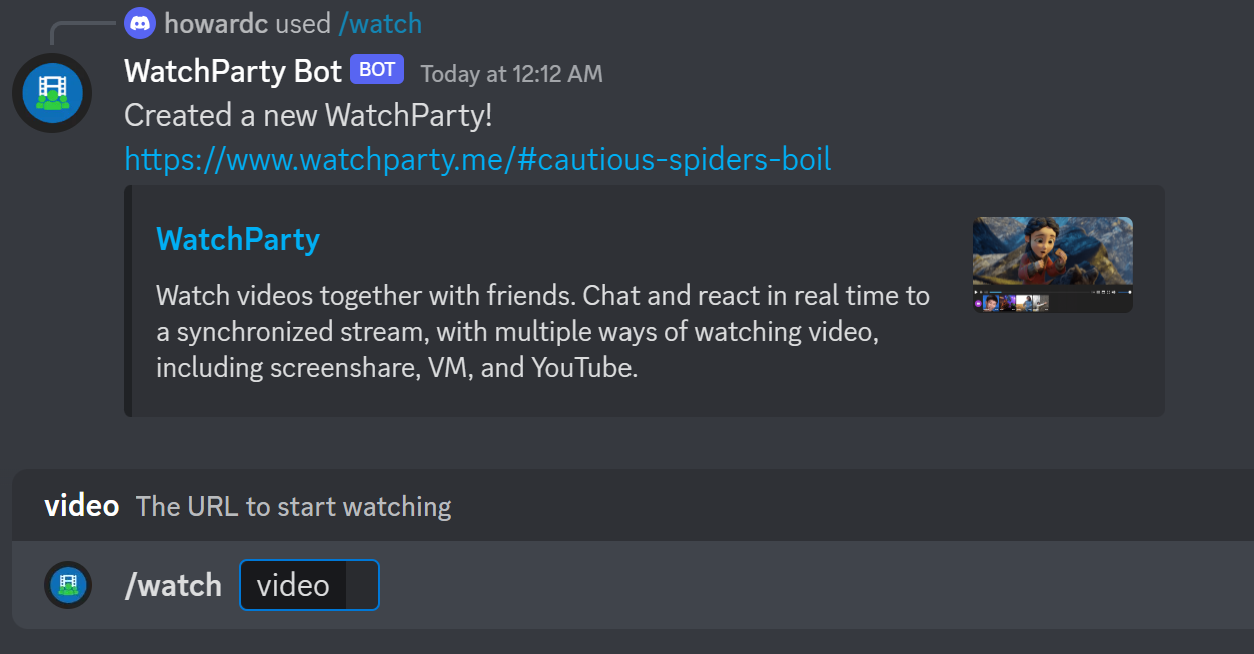 howardc used /watch
WatchParty Bot BOT Today at 12:12 AM
Created a new WatchParty!
https://www.watchparty.me/#cautious-spiders-boil
WatchParty
Watch videos together with friends. Chat and react in real time to
a synchronized stream, with multiple ways of watching video,
including screenshare, VM, and YouTube.
video The URL to start watching
/watch video